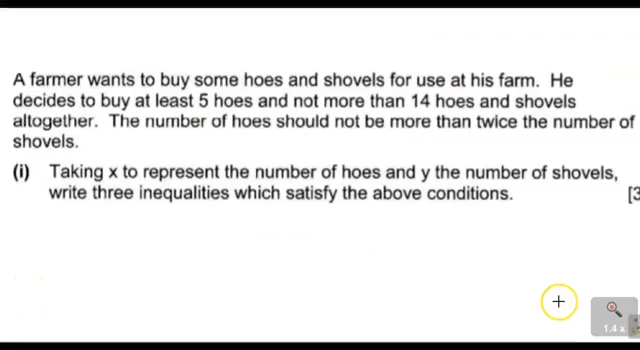 A farmer wants to buy some hoes and shovels for use at his farm. He
decides to buy at least 5 hoes and not more than 14 hoes and shovels
altogether. The number of hoes should not be more than twice the number of
shovels.
(i) Taking x to represent the number of hoes and y the number of shovels,
write three inequalities which satisfy the above conditions. [3
1.4 x